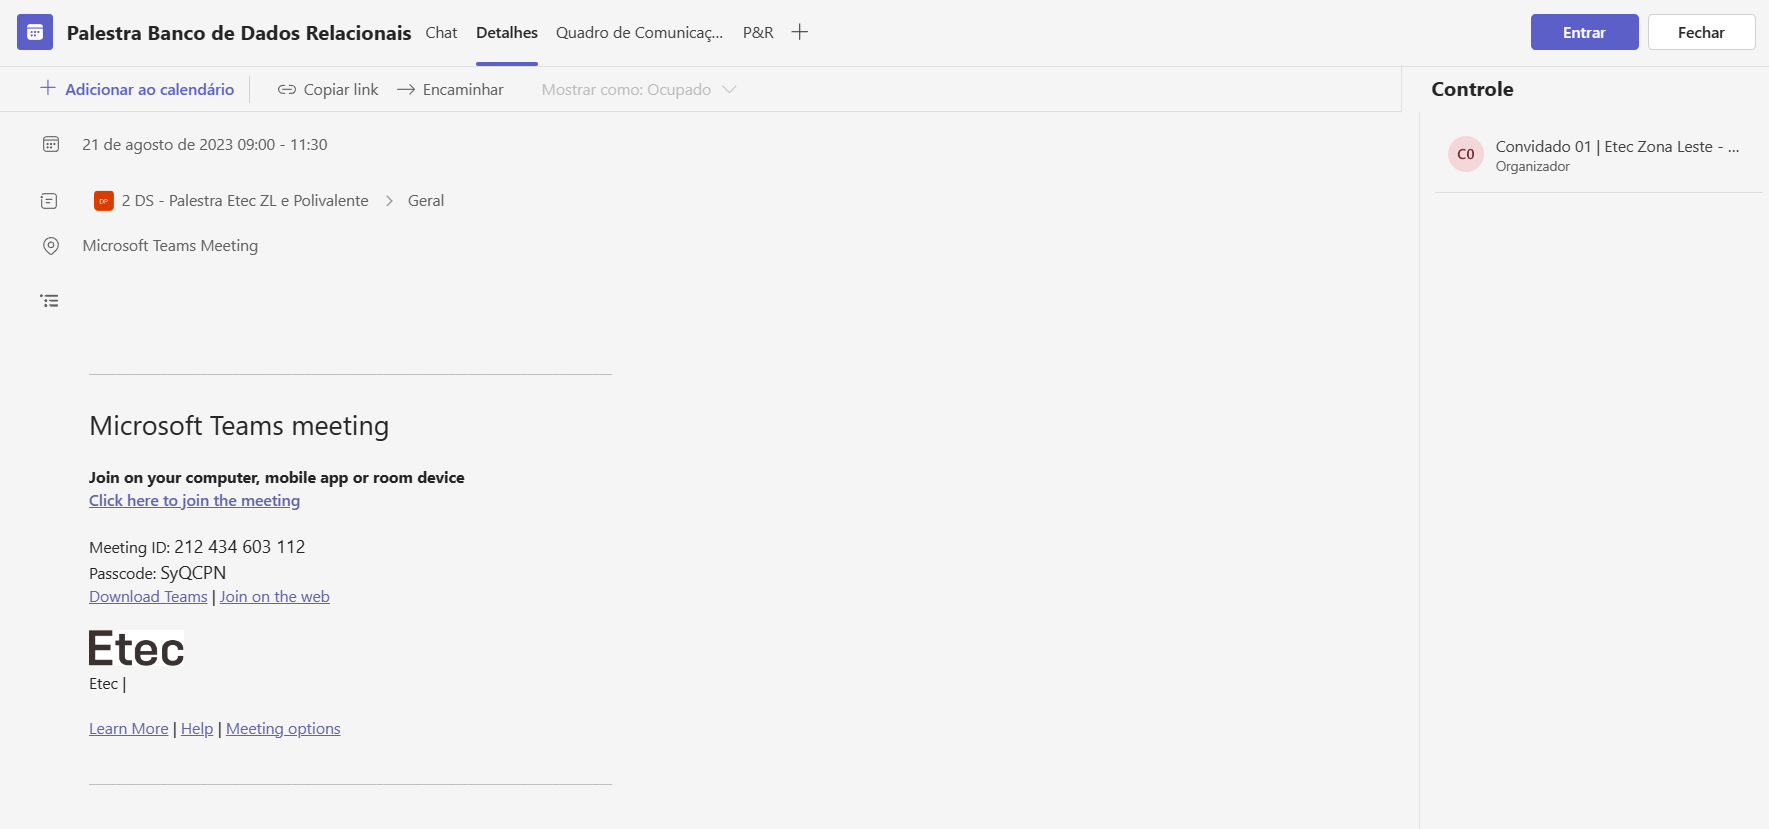 Palestra Banco de Dados Relacionais Chat Detalhes Quadro de Comunicaç... P&R
Entrar Fechar
Adicionar ao calendário Copiar link Encaminhar Mostrar como: Ocupado
Controle
21 de agosto de 2023 09:00 - 11:30
C0 Convidado 01 | Etec Zona Leste - ...
Organizador
DP 2 DS - Palestra Etec ZL e Polivalente > Geral
Microsoft Teams Meeting
Microsoft Teams meeting
Join on your computer, mobile app or room device
Click here to join the meeting
Meeting ID: 212 434 603 112
Passcode: SyQCPN
Download Teams | Join on the web
Etec
Etec |
Learn More | Help | Meeting options